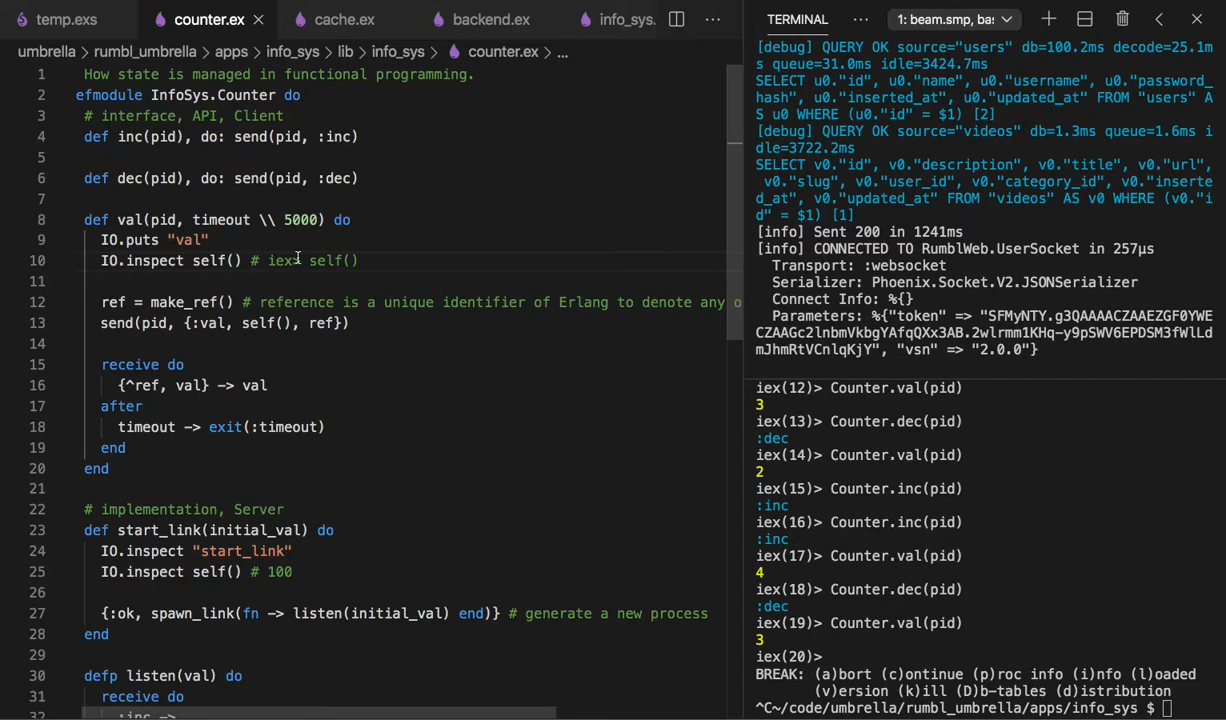 temp.exs counter.ex cache.ex backend.ex info_sys.
umbrella > rumbl_umbrella > apps > info_sys > lib > info_sys > counter.ex > ...
1 How state is managed in functional programming.
2 efmodule InfoSys.Counter do
3 # interface, API, Client
4 def inc(pid), do: send(pid, :inc)
5
6 def dec(pid), do: send(pid, :dec)
7
8 def val(pid, timeout \\ 5000) do
9 IO.puts "val"
10 IO.inspect self() # iex> self()
11
12 ref = make_ref() # reference is a unique identifier of Erlang to denote any o
13 send(pid, {:val, self(), ref})
14
15 receive do
16 {^ref, val} -> val
17 after
18 timeout -> exit(:timeout)
19 end
20 end
21
22 # implementation, Server
23 def start_link(initial_val) do
24 IO.inspect "start_link"
25 IO.inspect self() # 100
26
27 {:ok, spawn_link(fn -> listen(initial_val) end)} # generate a new process
28 end
29
30 defp listen(val) do
31 receive do
32 :inc ->
TERMINAL ... 1: beam.smp, bas
[debug] QUERY OK source="users" db=100.2ms decode=25.1m
s queue=31.0ms idle=3424.7ms
SELECT u0."id", u0."name", u0."username", u0."password_
hash", u0."inserted_at", u0."updated_at" FROM "users" A
S u0 WHERE (u0."id" = $1) [2]
[debug] QUERY OK source="videos" db=1.3ms queue=1.6ms i
dle=3722.2ms
SELECT v0."id", v0."description", v0."title", v0."url",
v0."slug", v0."user_id", v0."category_id", v0."inserte
d_at", v0."updated_at" FROM "videos" AS v0 WHERE (v0."i
d" = $1) [1]
[info] Sent 200 in 1241ms
[info] CONNECTED TO RumblWeb.UserSocket in 257µs
Transport: :websocket
Serializer: Phoenix.Socket.V2.JSONSerializer
Connect Info: %{}
Parameters: %{"token" => "SFMyNTY.g3QAAAACZAAEZGF0YWE
CZAAGc2lnbmVkbgYAfqQXx3AB.2wlrmm1KHq-y9pSWV6EPDSM3fWlLd
mJhmRtVCnlqKjY", "vsn" => "2.0.0"}
iex(12)> Counter.val(pid)
3
iex(13)> Counter.dec(pid)
:dec
iex(14)> Counter.val(pid)
2
iex(15)> Counter.inc(pid)
:inc
iex(16)> Counter.inc(pid)
:inc
iex(17)> Counter.val(pid)
4
iex(18)> Counter.dec(pid)
:dec
iex(19)> Counter.val(pid)
3
iex(20)>
BREAK: (a)bort (c)ontinue (p)roc info (i)nfo (l)oaded
(v)ersion (k)ill (D)b-tables (d)istribution
^C~/code/umbrella/rumbl_umbrella/apps/info_sys $